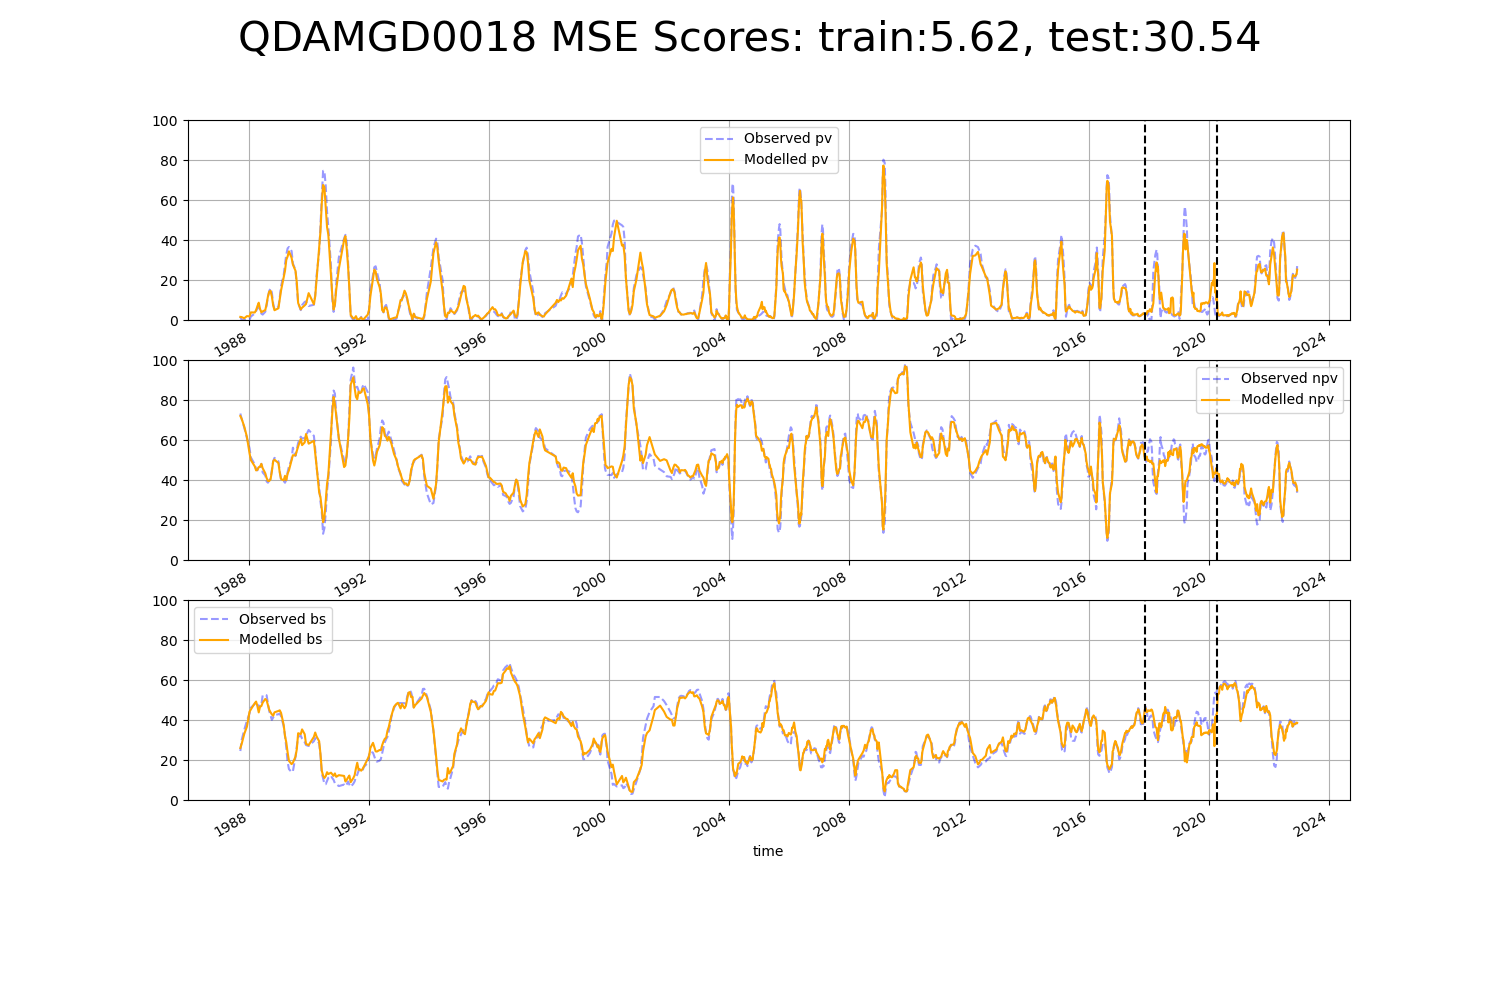 QDAMGD0018 MSE Scores: train:5.62, test:30.54
100
80
60
40
20
0
Observed pv
Modelled pv
1988 1992 1996 2000 2004 2008 2012 2016 2020 2024
100
80
60
40
20
0
Observed npv
Modelled npv
1988 1992 1996 2000 2004 2008 2012 2016 2020 2024
100
80
60
40
20
0
Observed bs
Modelled bs
1988 1992 1996 2000 2004 2008 2012 2016 2020 2024
time